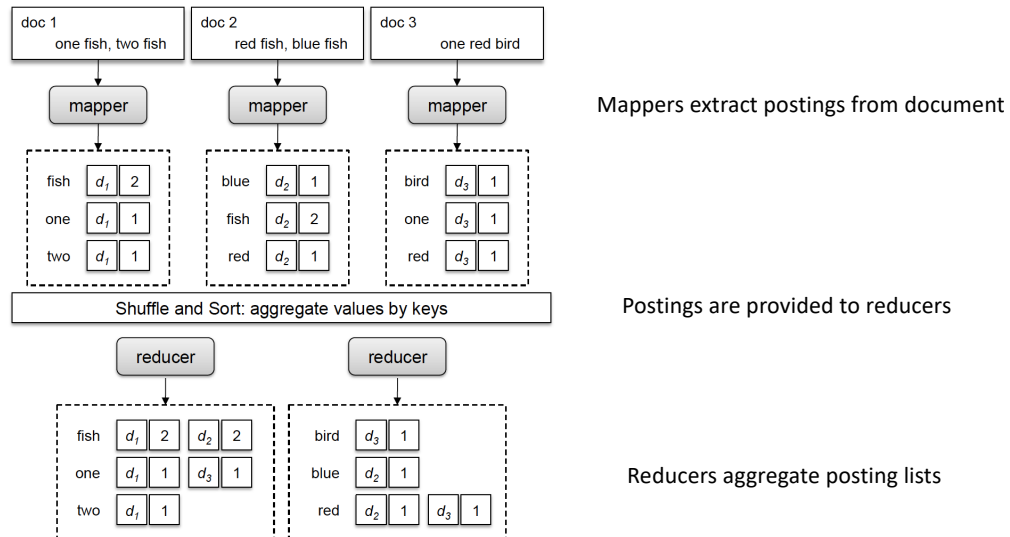 doc 1
one fish, two fish
doc 2
red fish, blue fish
doc 3
one red bird
mapper
mapper
mapper
Mappers extract postings from document
fish d1 2
one d1 1
two d1 1
blue d2 1
fish d2 2
red d2 1
bird d3 1
one d3 1
red d3 1
Shuffle and Sort: aggregate values by keys
Postings are provided to reducers
reducer
reducer
fish d1 2 d2 2
one d1 1 d3 1
two d1 1
bird d3 1
blue d2 1
red d2 1 d3 1
Reducers aggregate posting lists